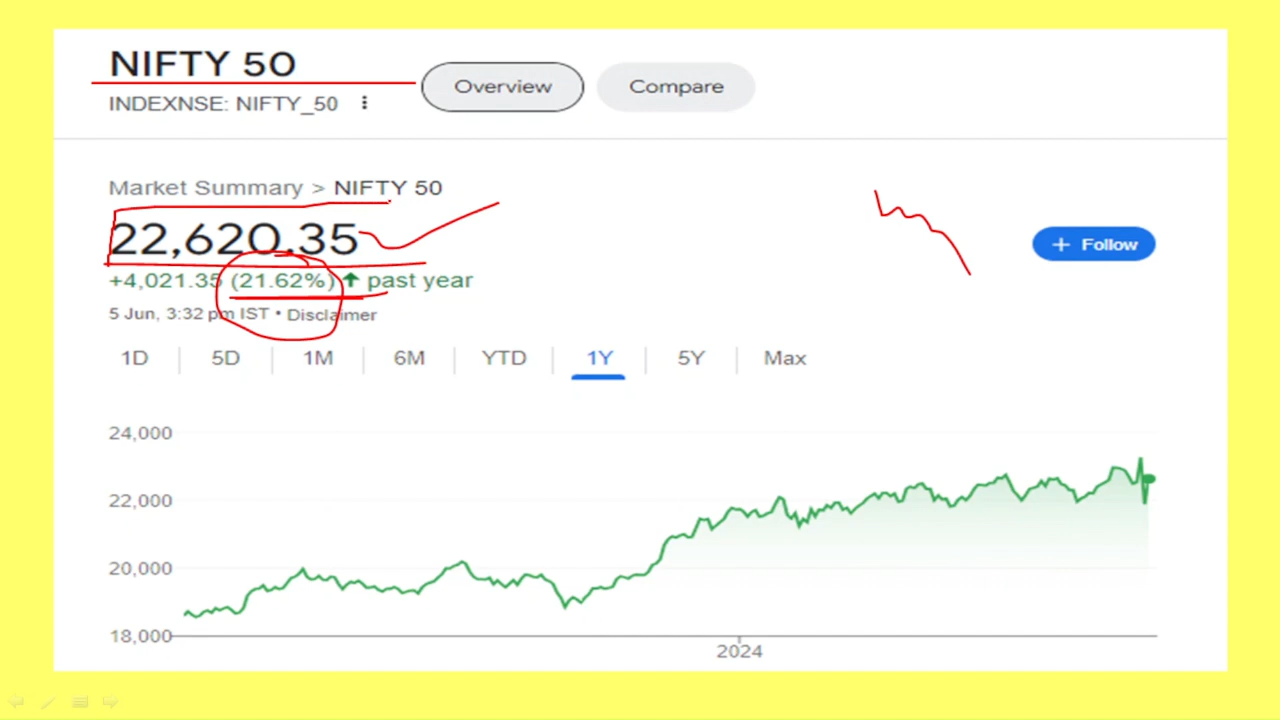 NIFTY 50
Overview
Compare
INDEXNSE: NIFTY_50
Market Summary > NIFTY 50
22,620.35
+4,021.35 (21.62%) ↑ past year
+ Follow
5 Jun, 3:32 pm IST • Disclaimer
1D 5D 1M 6M YTD 1Y 5Y Max
24,000
22,000
20,000
18,000
2024